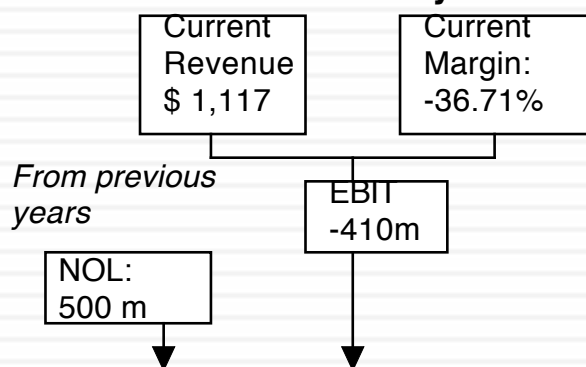 Current
Revenue
$ 1,117
Current
Margin:
-36.71%
From previous
years
EBIT
-410m
NOL:
500 m